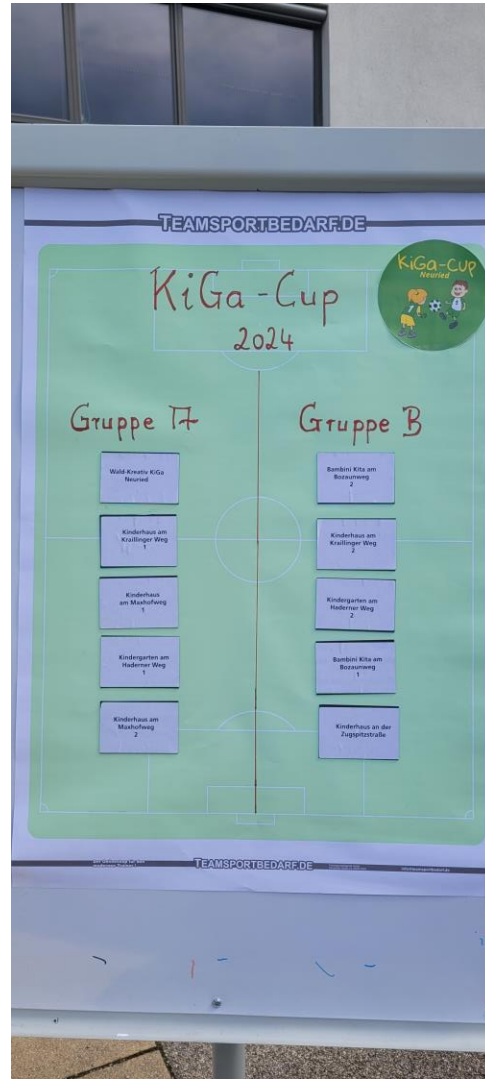 TEAMSPORTBEDARF.DE
KiGa-Cup
Neuried
KiGa-Cup
2024
Gruppe A
Gruppe B
Wald-Kreativ KiGa
Neuried
Bambini Kita am
Bozaunweg
2
Kinderhaus am
Kraillinger Weg
1
Kinderhaus am
Kraillinger Weg
2
Kinderhaus
am Maxhofweg
1
Kindergarten am
Haderner Weg
2
Kindergarten am
Haderner Weg
1
Bambini Kita am
Bozaunweg
1
Kinderhaus am
Maxhofweg
2
Kinderhaus an der
Zugspitzstraße
TEAMSPORTBEDARF.DE